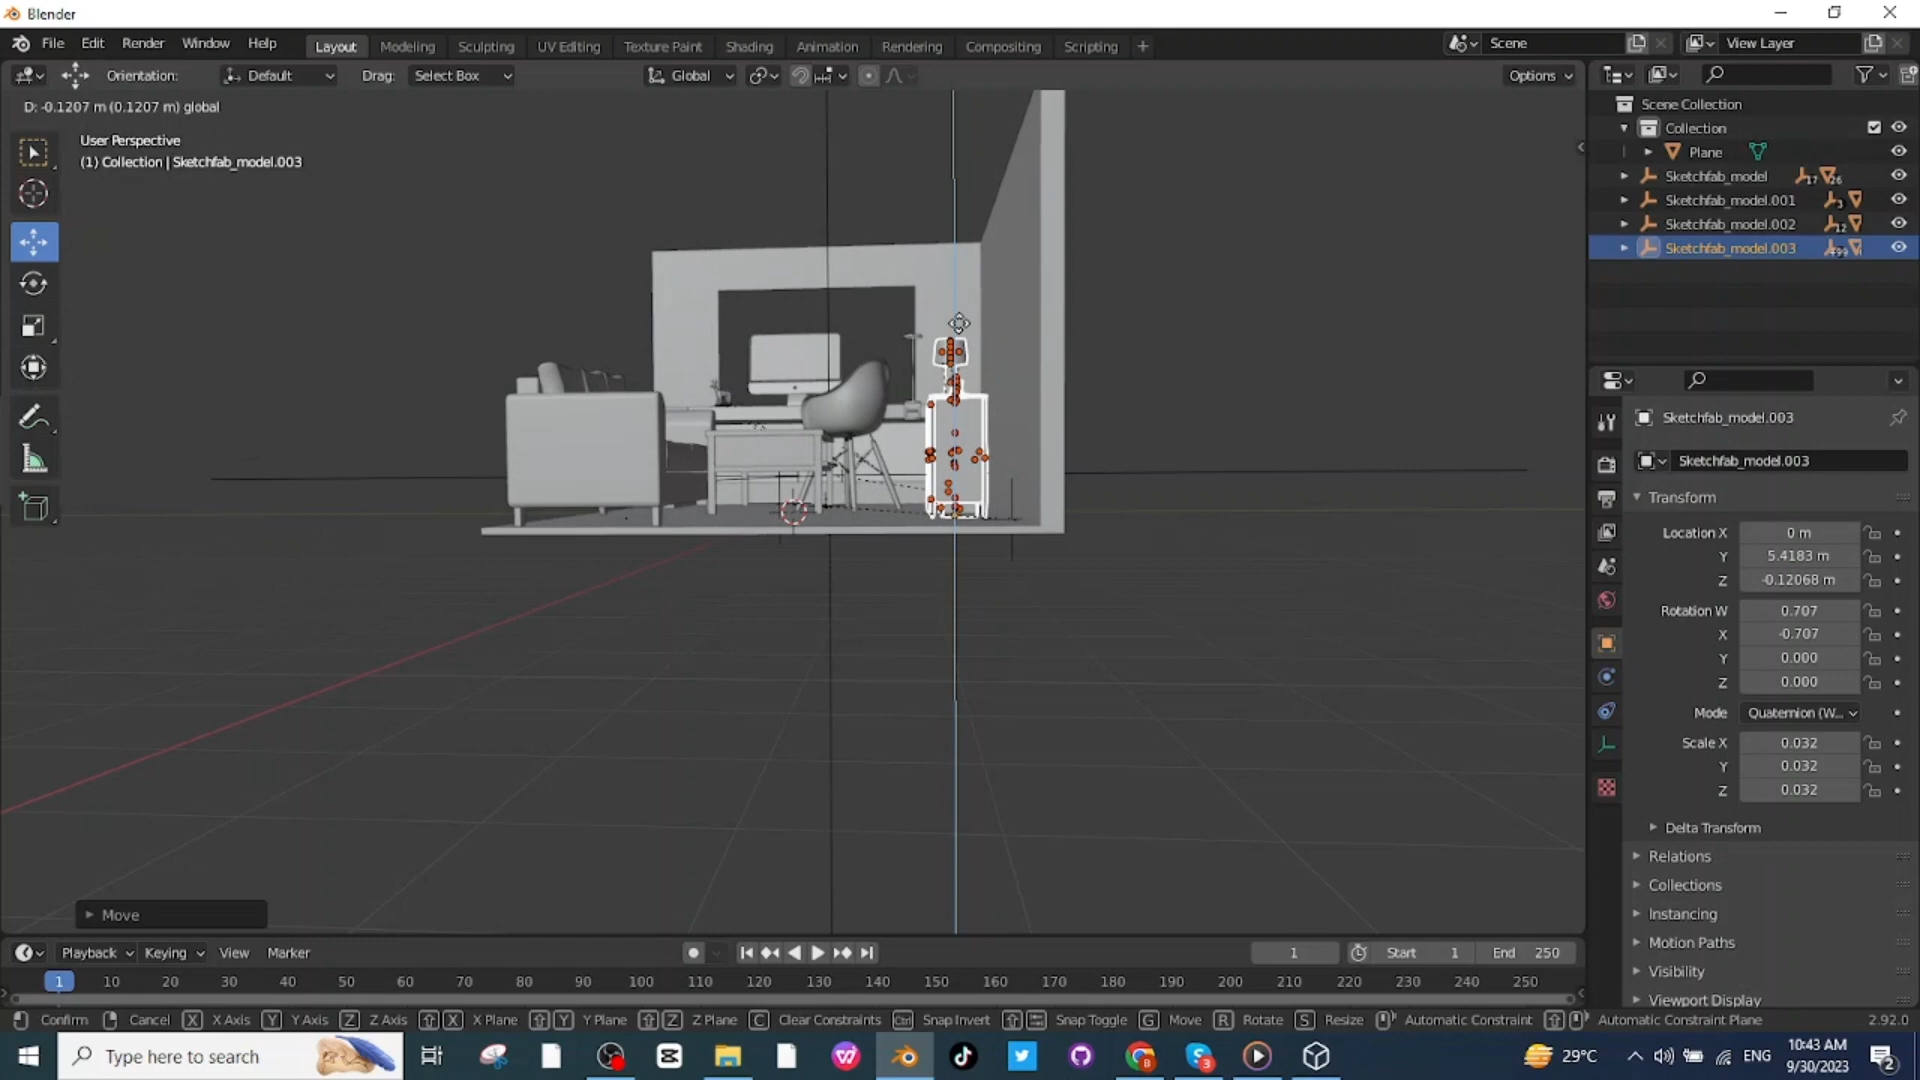 Blender
File Edit Render Window Help Layout Modeling Sculpting UV Editing Texture Paint Shading Animation Rendering Compositing Scripting + Scene View Layer
Orientation: Default Drag: Select Box Global Options
D: -0.1207 m (0.1207 m) global
User Perspective
(1) Collection | Sketchfab_model.003
Scene Collection
Collection
Plane
Sketchfab_model 17 26
Sketchfab_model.001 3
Sketchfab_model.002 12
Sketchfab_model.003
Sketchfab_model.003
Sketchfab_model.003
Transform
Location X 0 m
Y 5.4183 m
Z -0.12068 m
Rotation W 0.707
X -0.707
Y 0.000
Z 0.000
Mode Quaternion (W...
Scale X 0.032
Y 0.032
Z 0.032
Delta Transform
Relations
Collections
Instancing
Motion Paths
Visibility
Viewport Display
Move
Playback Keying View Marker 1 Start 1 End 250
1 10 20 30 40 50 60 70 80 90 100 110 120 130 140 150 160 170 180 190 200 210 220 230 240 250
Confirm Cancel X X Axis Y Y Axis Z Z Axis X X Plane Y Y Plane Z Z Plane C Clear Constraints Ctrl Snap Invert Snap Toggle G Move R Rotate S Resize Automatic Constraint Automatic Constraint Plane 2.92.0
Type here to search 3 29°C ENG 10:43 AM 2
9/30/2023